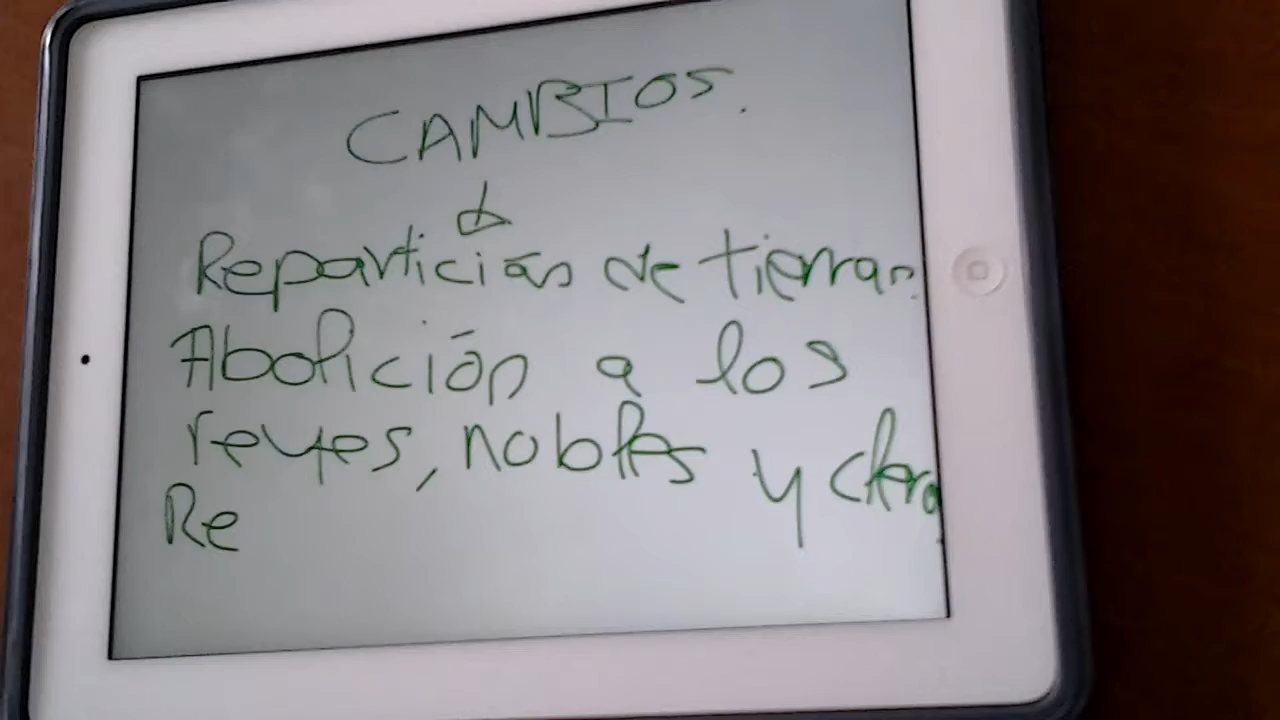 CAMBIOS.
Repartición de tierras.
Abolición a los
reyes, nobles y clero.
Re